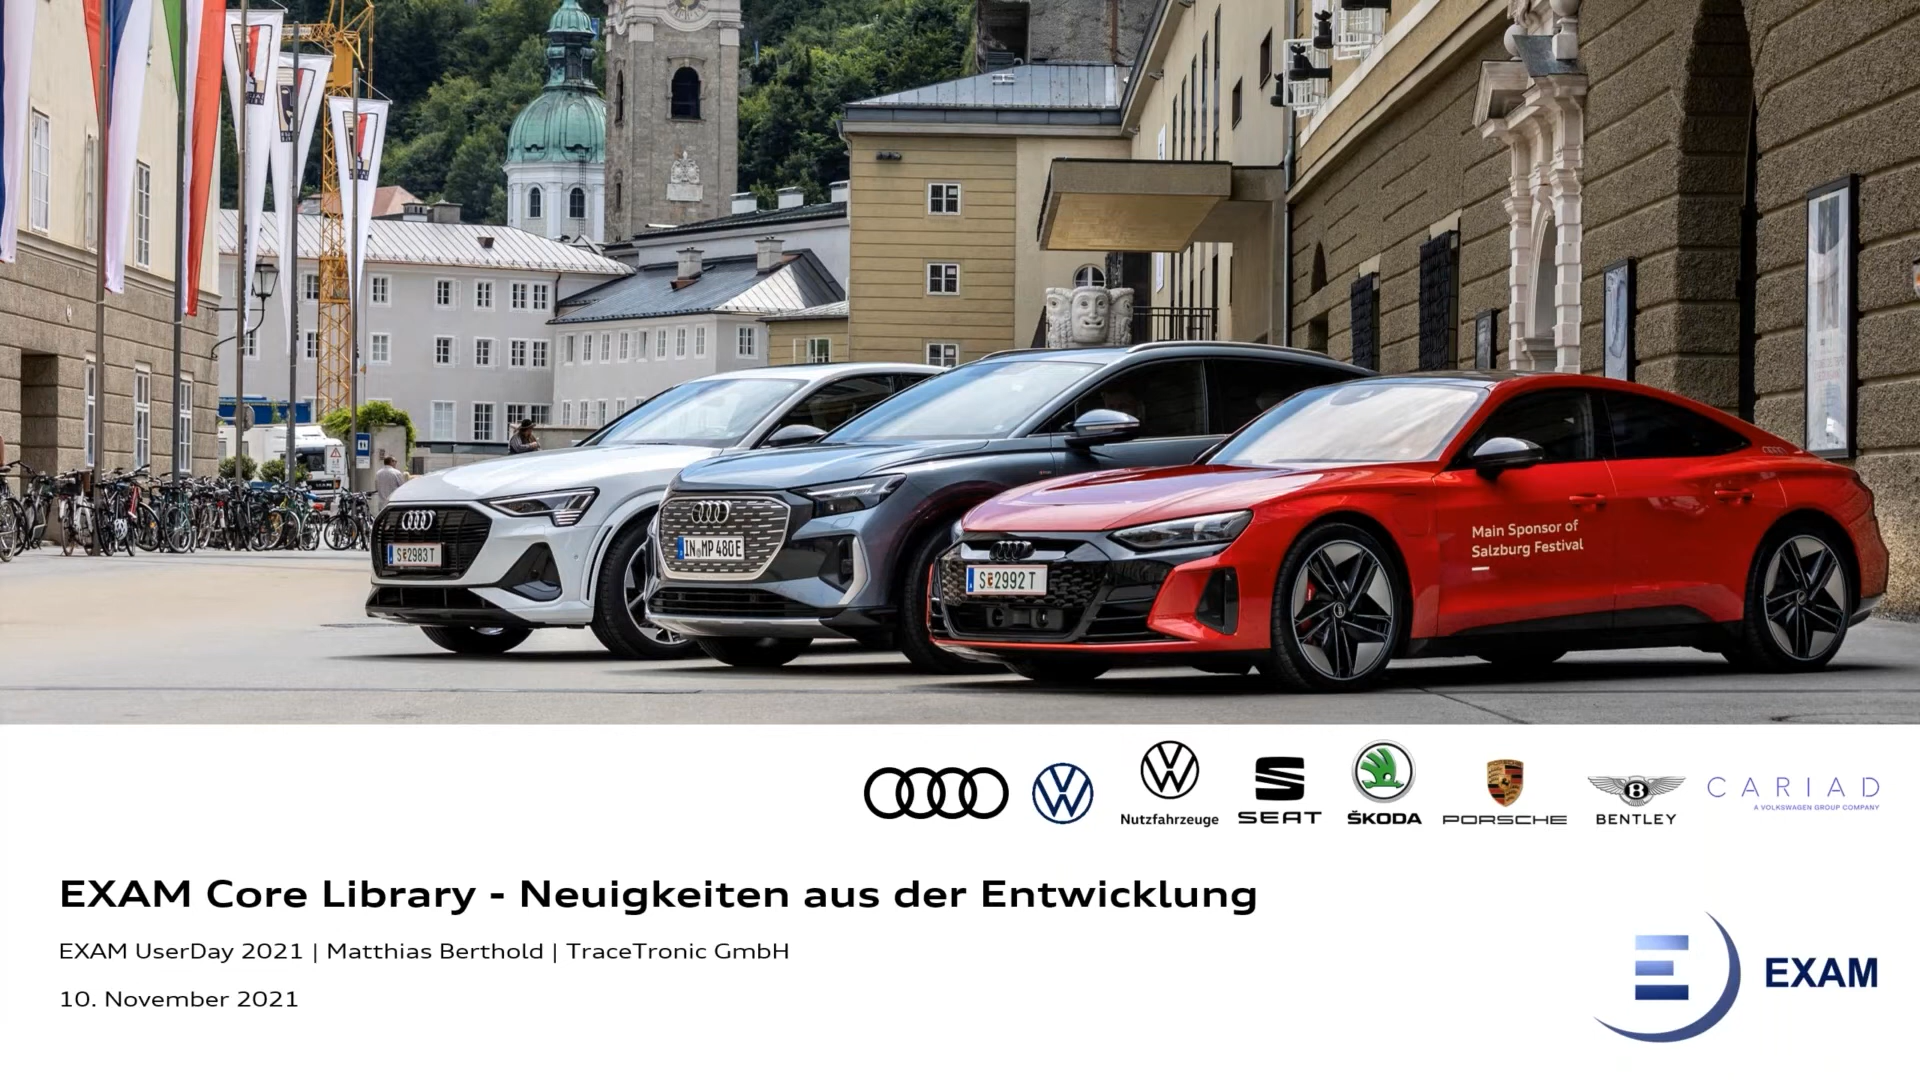 S 2983 T
IN MP 480 E
S 2992 T
Main Sponsor of
Salzburg Festival
Nutzfahrzeuge
SEAT
ŠKODA
PORSCHE
B
BENTLEY
CARIAD
A VOLKSWAGEN GROUP COMPANY
EXAM Core Library - Neuigkeiten aus der Entwicklung
EXAM UserDay 2021 | Matthias Berthold | TraceTronic GmbH
10. November 2021
E
EXAM